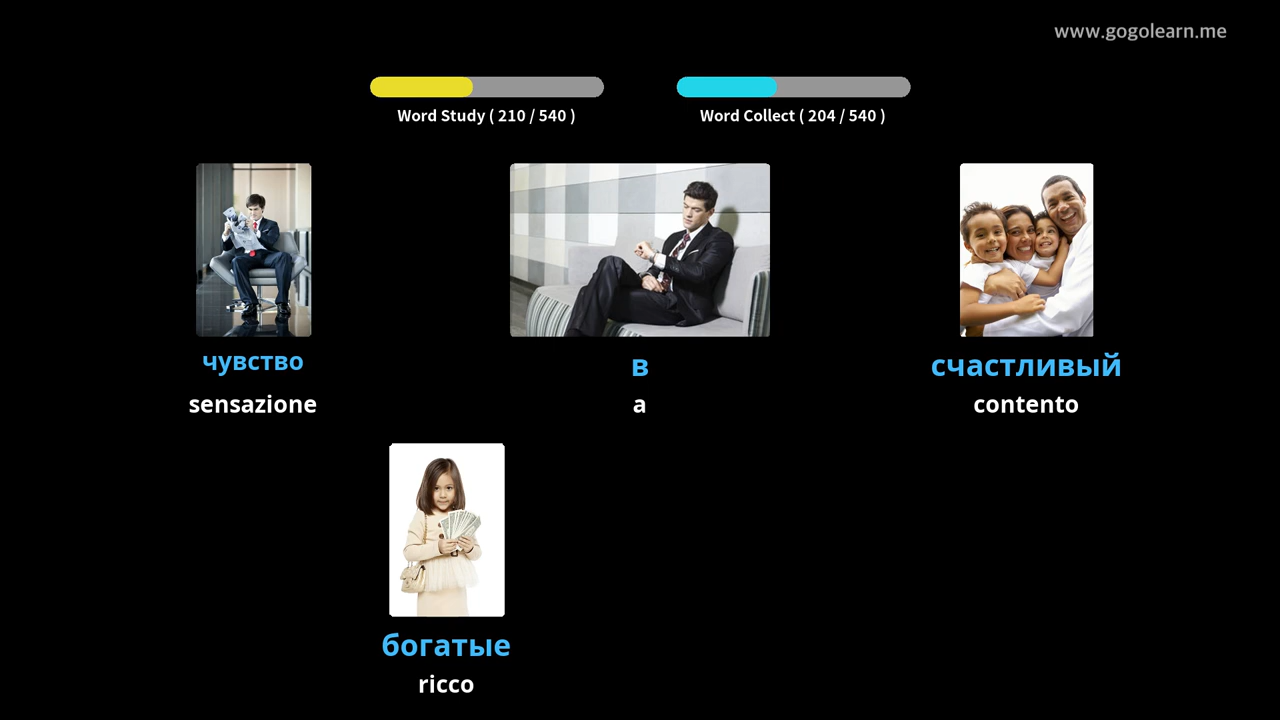 www.gogolearn.me
Word Study ( 210 / 540 )
Word Collect ( 204 / 540 )
чувство
в
счастливый
sensazione
a
contento
богатые
ricco